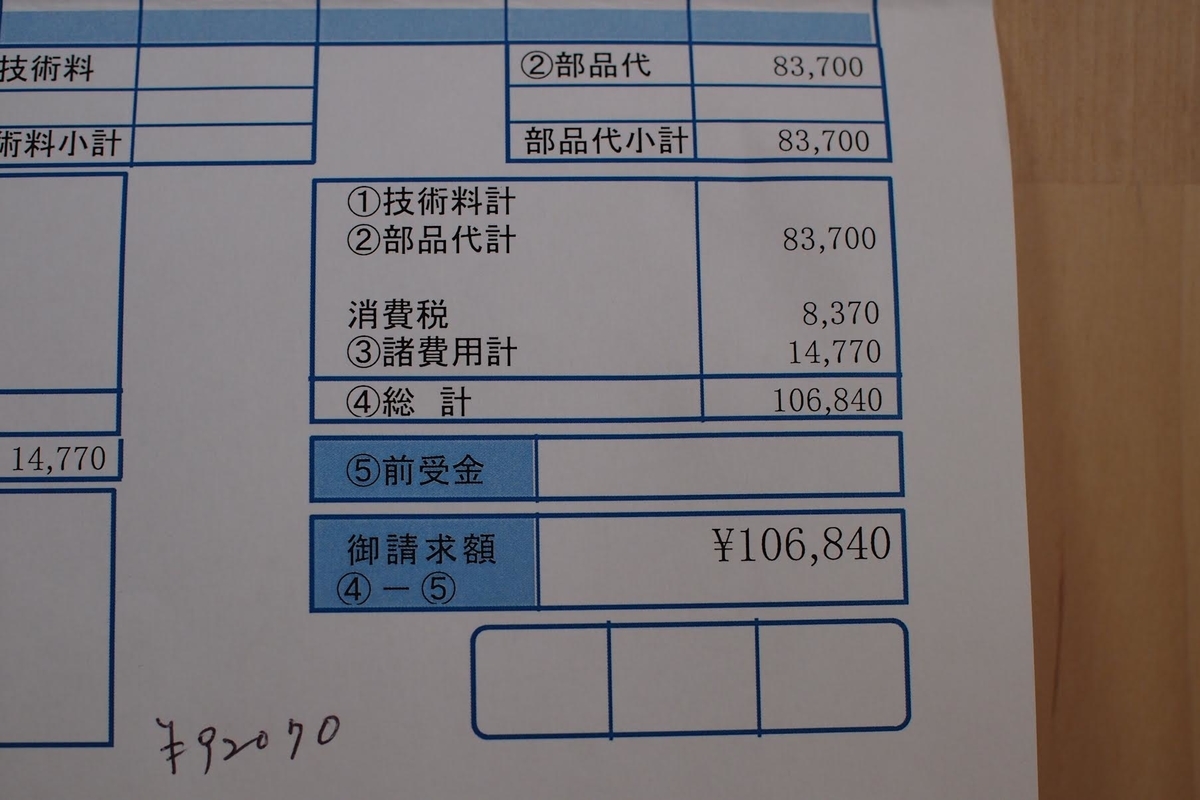 技術料
②部品代 83,700
術料小計
部品代小計 83,700
①技術料計
②部品代計 83,700
消費税 8,370
③諸費用計 14,770
④総 計 106,840
14,770
⑤前受金
御請求額 ¥106,840
④－⑤
¥92070